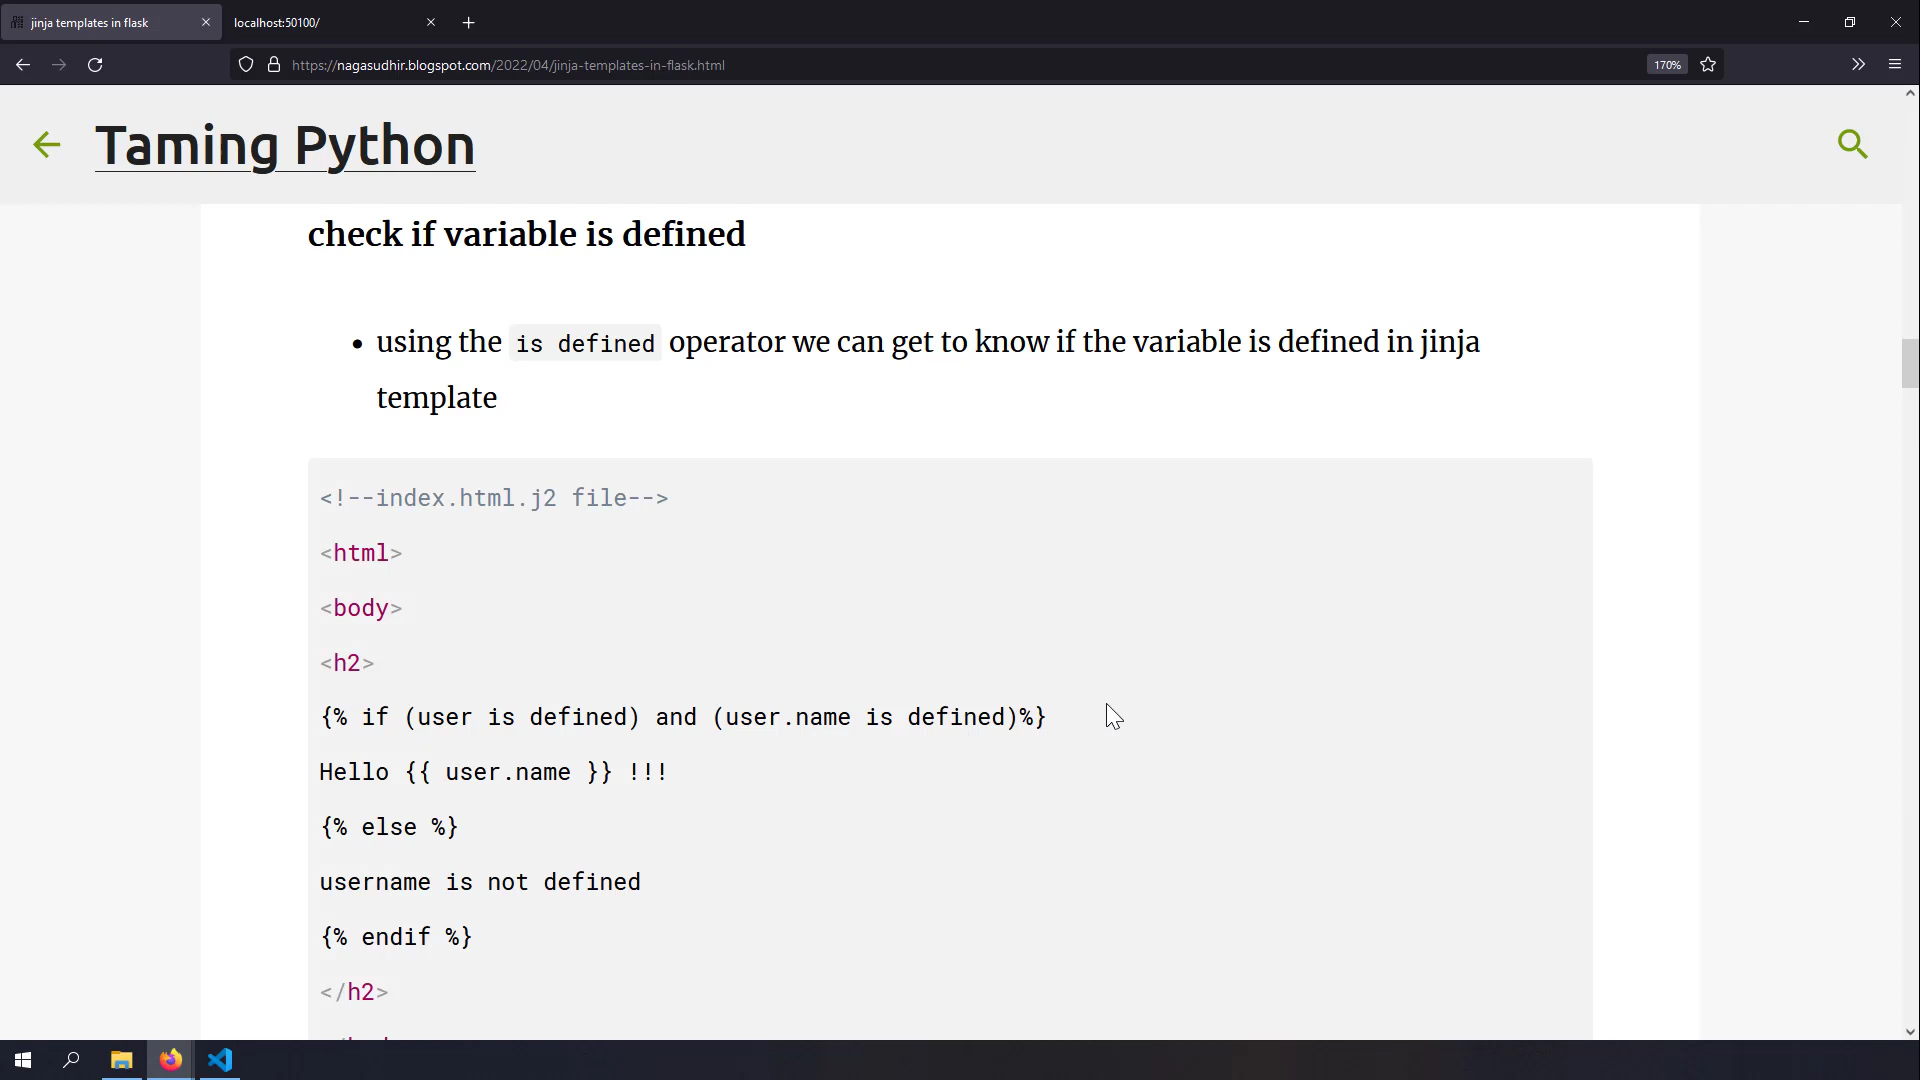 jinja templates in flask
localhost:50100/
https://nagasudhir.blogspot.com/2022/04/jinja-templates-in-flask.html
170%
Taming Python
check if variable is defined
using the is defined operator we can get to know if the variable is defined in jinja
template
<!--index.html.j2 file-->
<html>
<body>
<h2>
{% if (user is defined) and (user.name is defined)%}
Hello {{ user.name }} !!!
{% else %}
username is not defined
{% endif %}
</h2>